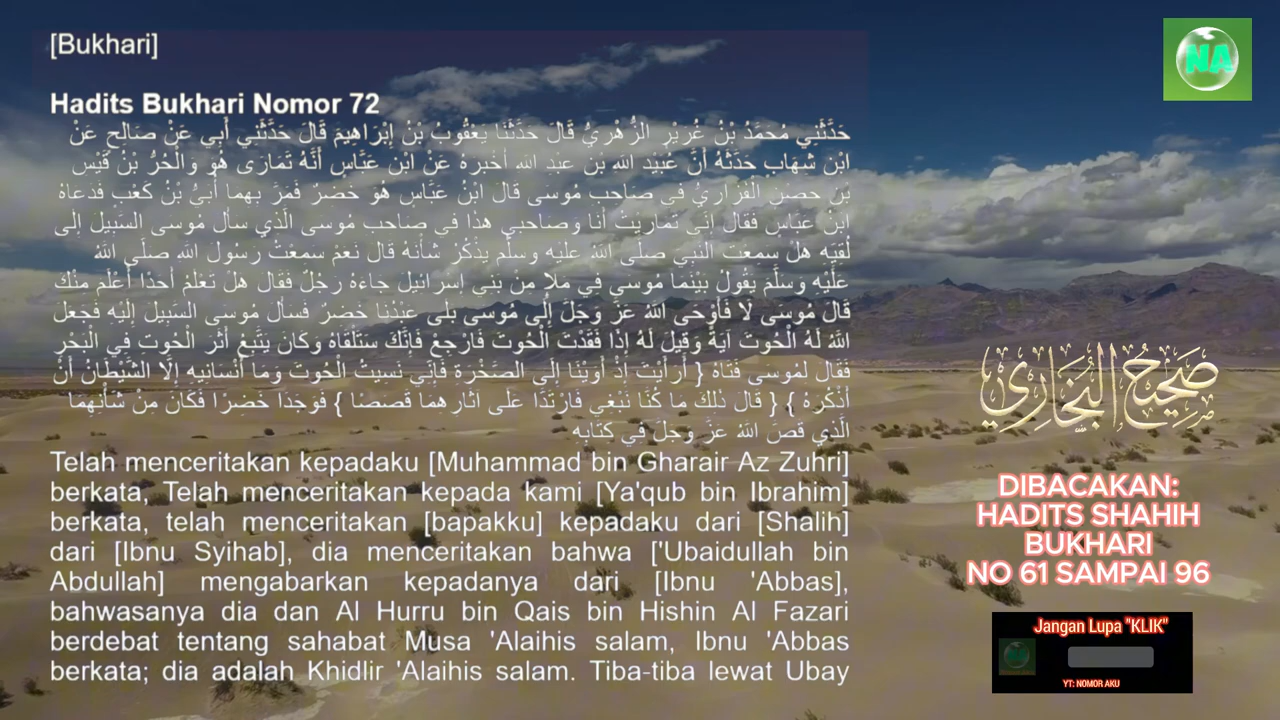 [Bukhari]
Hadits Bukhari Nomor 72
حَدَّثَنِي مُحَمَّدُ بْنُ غُرَيْرٍ الزُّهْرِيُّ قَالَ حَدَّثَنَا يَعْقُوبُ بْنُ إِبْرَاهِيمَ قَالَ حَدَّثَنِي أَبِي عَنْ صَالِحٍ عَنْ
ابْنِ شِهَابٍ حَدَّثَهُ أَنَّ عُبَيْدَ اللَّهِ بْنَ عَبْدِ اللَّهِ أَخْبَرَهُ عَنْ ابْنِ عَبَّاسٍ أَنَّهُ تَمَارَى هُوَ وَالْحُرُّ بْنُ قَيْسِ
بْنِ حِصْنٍ الْفَزَارِيُّ فِي صَاحِبِ مُوسَى قَالَ ابْنُ عَبَّاسٍ هُوَ خَضِرٌ فَمَرَّ بِهِمَا أُبَيُّ بْنُ كَعْبٍ فَدَعَاهُ
ابْنُ عَبَّاسٍ فَقَالَ إِنِّي تَمَارَيْتُ أَنَا وَصَاحِبِي هَذَا فِي صَاحِبِ مُوسَى الَّذِي سَأَلَ مُوسَى السَّبِيلَ إِلَى
لُقِيِّهِ هَلْ سَمِعْتَ النَّبِيَّ صَلَّى اللَّهُ عَلَيْهِ وَسَلَّمَ يَذْكُرُ شَأْنَهُ قَالَ نَعَمْ سَمِعْتُ رَسُولَ اللَّهِ صَلَّى اللَّهُ
عَلَيْهِ وَسَلَّمَ يَقُولُ بَيْنَمَا مُوسَى فِي مَلَإٍ مِنْ بَنِي إِسْرَائِيلَ جَاءَهُ رَجُلٌ فَقَالَ هَلْ تَعْلَمُ أَحَدًا أَعْلَمَ مِنْكَ
قَالَ مُوسَى لَا فَأَوْحَى اللَّهُ عَزَّ وَجَلَّ إِلَى مُوسَى بَلَى عَبْدُنَا خَضِرٌ فَسَأَلَ مُوسَى السَّبِيلَ إِلَيْهِ فَجَعَلَ
اللَّهُ لَهُ الْحُوتَ آيَةً وَقِيلَ لَهُ إِذَا فَقَدْتَ الْحُوتَ فَارْجِعْ فَإِنَّكَ سَتَلْقَاهُ وَكَانَ يَتَّبِعُ أَثَرَ الْحُوتِ فِي الْبَحْرِ
فَقَالَ لِمُوسَى فَتَاهُ { أَرَأَيْتَ إِذْ أَوَيْنَا إِلَى الصَّخْرَةِ فَإِنِّي نَسِيتُ الْحُوتَ وَمَا أَنْسَانِيهِ إِلَّا الشَّيْطَانُ أَنْ
أَذْكُرَهُ } { قَالَ ذَلِكَ مَا كُنَّا نَبْغِي فَارْتَدَّا عَلَى آثَارِهِمَا قَصَصًا } فَوَجَدَا خَضِرًا فَكَانَ مِنْ شَأْنِهِمَا
الَّذِي قَصَّ اللَّهُ عَزَّ وَجَلَّ فِي كِتَابِهِ
Telah menceritakan kepadaku [Muhammad bin Gharair Az Zuhri]
berkata, Telah menceritakan kepada kami [Ya'qub bin Ibrahim]
berkata, telah menceritakan [bapakku] kepadaku dari [Shalih]
dari [Ibnu Syihab], dia menceritakan bahwa ['Ubaidullah bin
Abdullah] mengabarkan kepadanya dari [Ibnu 'Abbas],
bahwasanya dia dan Al Hurru bin Qais bin Hishin Al Fazari
berdebat tentang sahabat Musa 'Alaihis salam, Ibnu 'Abbas
berkata; dia adalah Khidlir 'Alaihis salam. Tiba-tiba lewat Ubay
NA
صَحِيحُ الْبُخَارِيِّ
DIBACAKAN:
HADITS SHAHIH
BUKHARI
NO 61 SAMPAI 96
Jangan Lupa "KLIK"
YT: NOMOR AKU